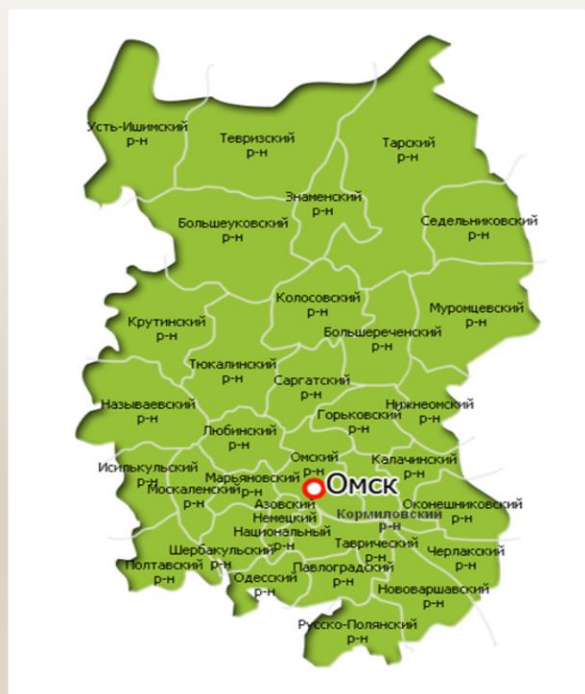 Усть-Ишимский
р-н
Тевризский
р-н
Тарский
р-н
Знаменский
р-н
Большеуковский
р-н
Седельниковский
р-н
Колосовский
р-н
Муромцевский
р-н
Крутинский
р-н
Большереченский
р-н
Тюкалинский
р-н
Саргатский
р-н
Называевский
р-н
Нижнеомский
р-н
Горьковский
р-н
Любинский
р-н
Омский
р-н
Калачинский
р-н
Исилькульский
р-н
Марьяновский
р-н
Москаленский
р-н
Омск
Азовский
Немецкий
Национальный
р-н
Оконешниковский
р-н
Кормиловский
р-н
Таврический
р-н
Черлакский
р-н
Шербакульский
р-н
Полтавский
р-н
Одесский
р-н
Павлоградский
р-н
Нововаршавский
р-н
Русско-Полянский
р-н